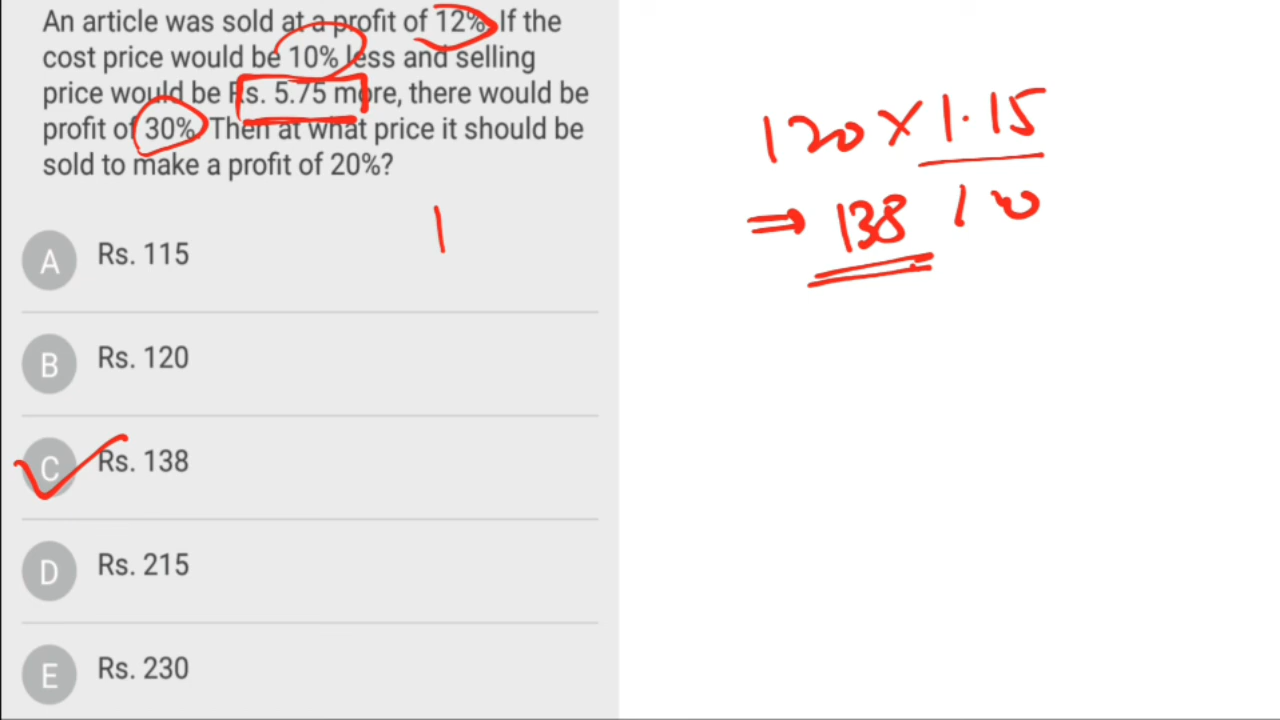 An article was sold at a profit of 12%. If the
cost price would be 10% less and selling
price would be Rs. 5.75 more, there would be
profit of 30%. Then at what price it should be
sold to make a profit of 20%?
A Rs. 115
B Rs. 120
C Rs. 138
D Rs. 215
E Rs. 230
1
120 × 1.15
⇒ 138 100